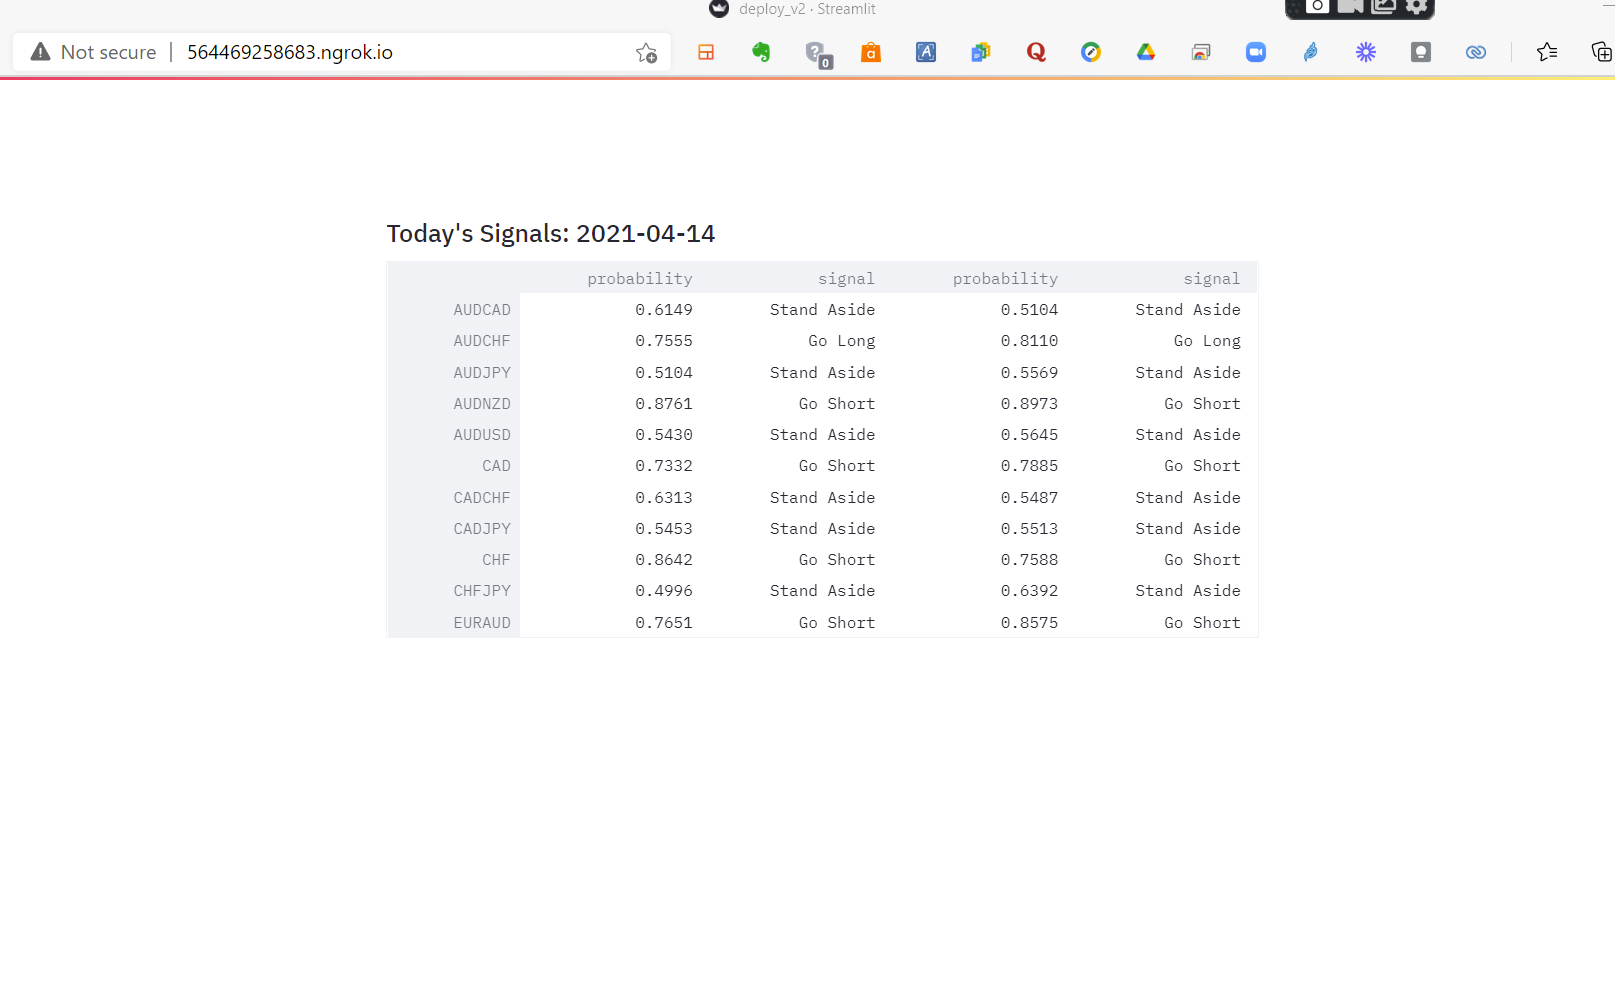 deploy_v2 · Streamlit
Not secure | 564469258683.ngrok.io
0
Today's Signals: 2021-04-14
probability signal probability signal
AUDCAD 0.6149 Stand Aside 0.5104 Stand Aside
AUDCHF 0.7555 Go Long 0.8110 Go Long
AUDJPY 0.5104 Stand Aside 0.5569 Stand Aside
AUDNZD 0.8761 Go Short 0.8973 Go Short
AUDUSD 0.5430 Stand Aside 0.5645 Stand Aside
CAD 0.7332 Go Short 0.7885 Go Short
CADCHF 0.6313 Stand Aside 0.5487 Stand Aside
CADJPY 0.5453 Stand Aside 0.5513 Stand Aside
CHF 0.8642 Go Short 0.7588 Go Short
CHFJPY 0.4996 Stand Aside 0.6392 Stand Aside
EURAUD 0.7651 Go Short 0.8575 Go Short